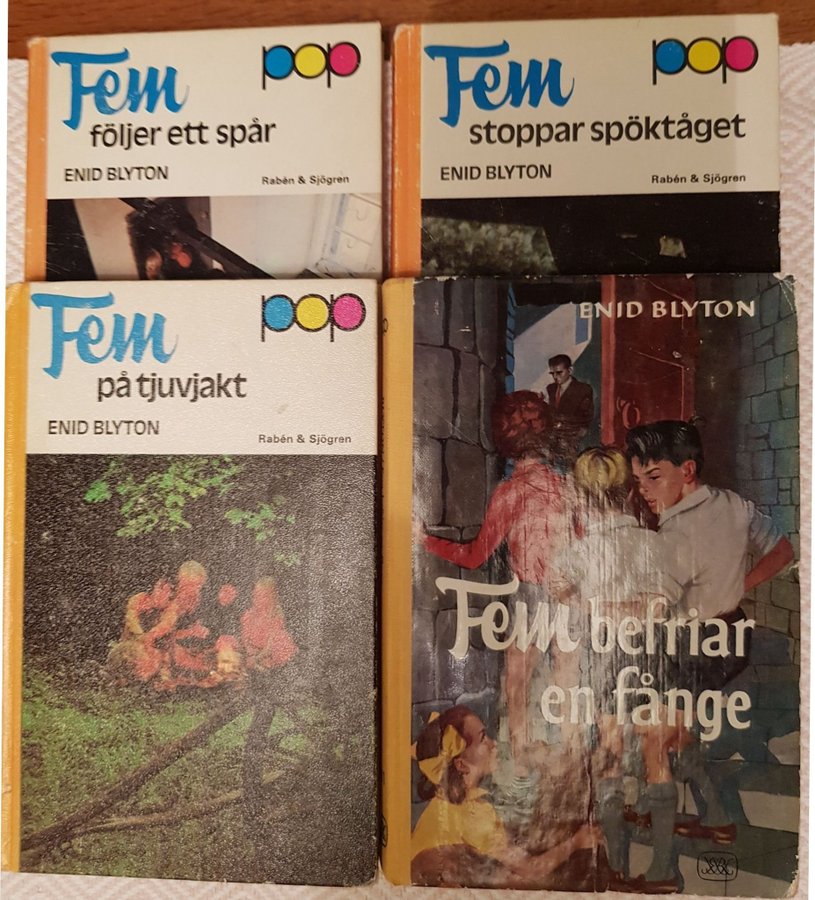 Fem
pop
följer ett spår
ENID BLYTON
Rabén & Sjögren
Fem
pop
stoppar spöktåget
ENID BLYTON
Rabén & Sjögren
Fem
pop
på tjuvjakt
ENID BLYTON
Rabén & Sjögren
ENID BLYTON
Fem befriar
en fånge